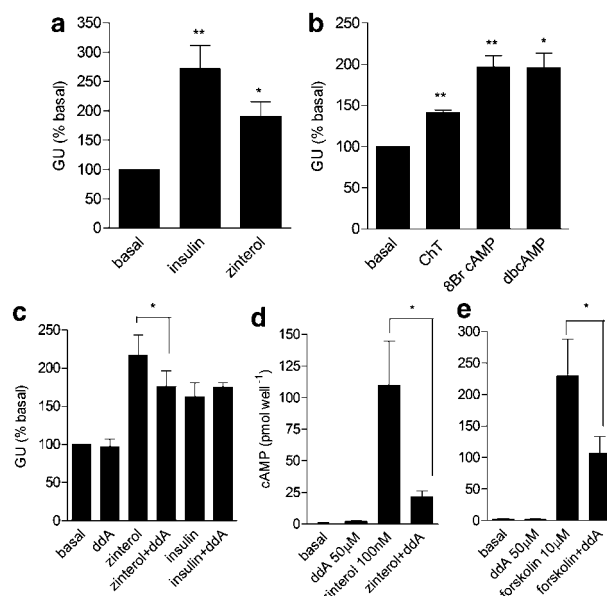 a
GU (% basal)
350
300
250
200
150
100
50
0
**
*
basal
insulin
zinterol
b
GU (% basal)
250
200
150
100
50
0
**
**
*
basal
ChT
8Br cAMP
dbcAMP
c
GU (% basal)
250
200
150
100
50
0
*
basal
ddA
zinterol
zinterol+ddA
insulin
insulin+ddA
d
cAMP (pmol well-1)
150
125
100
75
50
25
0
*
basal
ddA 50µM
zinterol 100nM
zinterol+ddA
e
300
250
200
150
100
50
0
*
basal
ddA 50µM
forskolin 10µM
forskolin+ddA